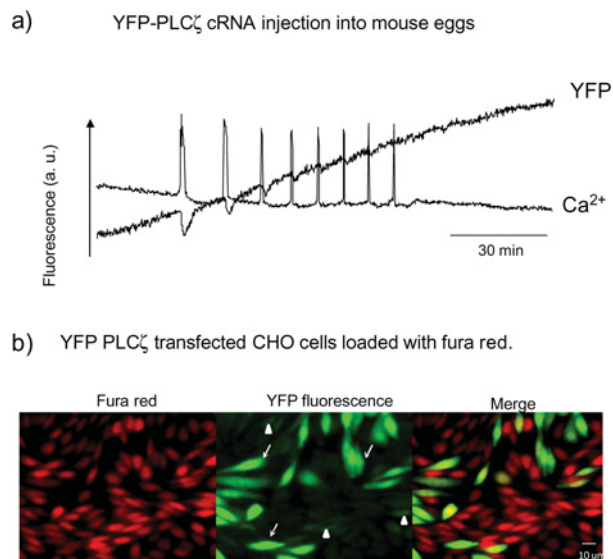 a) YFP-PLCζ cRNA injection into mouse eggs
YFP
Fluorescence (a. u.)
Ca²⁺
30 min
b) YFP PLCζ transfected CHO cells loaded with fura red.
Fura red YFP fluorescence Merge
10 um